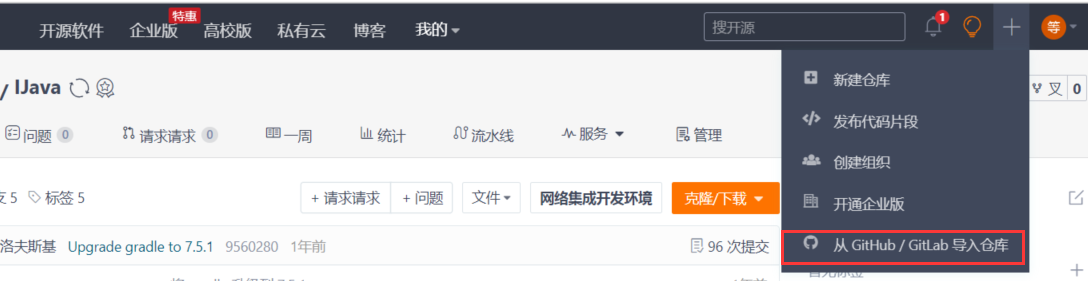 特惠
开源软件 企业版 高校版 私有云 博客 我的 搜开源 1 等
/ IJava
新建仓库
叉 0
问题 0 请求请求 0 一周 统计 流水线 服务 管理
发布代码片段
创建组织
支 5 标签 5 + 请求请求 + 问题 文件 网络集成开发环境 克隆/下载
开通企业版
洛夫斯基 Upgrade gradle to 7.5.1 9560280 1年前 96 次提交
从 GitHub / GitLab 导入仓库